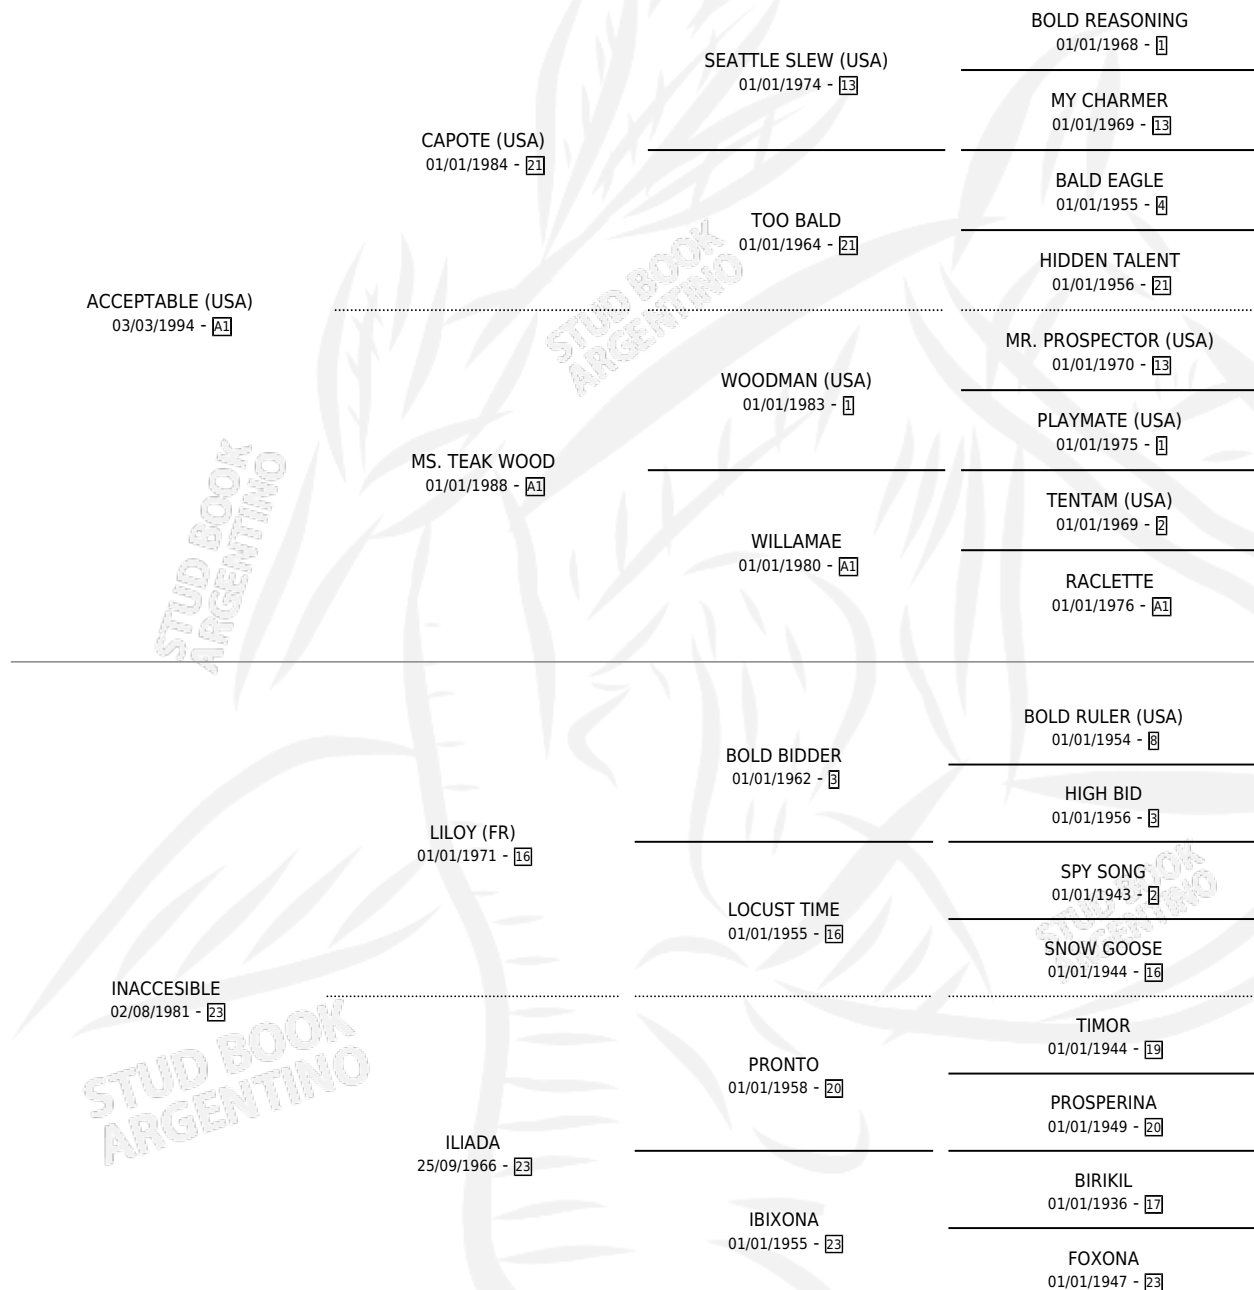 BOLD REASONING
01/01/1968 - 1
SEATTLE SLEW (USA)
01/01/1974 - 13
MY CHARMER
01/01/1969 - 13
CAPOTE (USA)
01/01/1984 - 21
BALD EAGLE
01/01/1955 - 4
TOO BALD
01/01/1964 - 21
HIDDEN TALENT
01/01/1956 - 21
ACCEPTABLE (USA)
03/03/1994 - A1
MR. PROSPECTOR (USA)
01/01/1970 - 13
WOODMAN (USA)
01/01/1983 - 1
PLAYMATE (USA)
01/01/1975 - 1
MS. TEAK WOOD
01/01/1988 - A1
TENTAM (USA)
01/01/1969 - 2
WILLAMAE
01/01/1980 - A1
RACLETTE
01/01/1976 - A1
BOLD RULER (USA)
01/01/1954 - 8
BOLD BIDDER
01/01/1962 - 3
HIGH BID
01/01/1956 - 3
LILOY (FR)
01/01/1971 - 16
SPY SONG
01/01/1943 - 2
LOCUST TIME
01/01/1955 - 16
SNOW GOOSE
01/01/1944 - 16
INACCESIBLE
02/08/1981 - 23
TIMOR
01/01/1944 - 19
PRONTO
01/01/1958 - 20
PROSPERINA
01/01/1949 - 20
ILIADA
25/09/1966 - 23
BIRIKIL
01/01/1936 - 17
IBIXONA
01/01/1955 - 23
FOXONA
01/01/1947 - 23
STUD BOOK
ARGENTINO
STUD BOOK
ARGENTINO
STUD BOOK
ARGENTINO
STUD BOOK
ARGENTINO